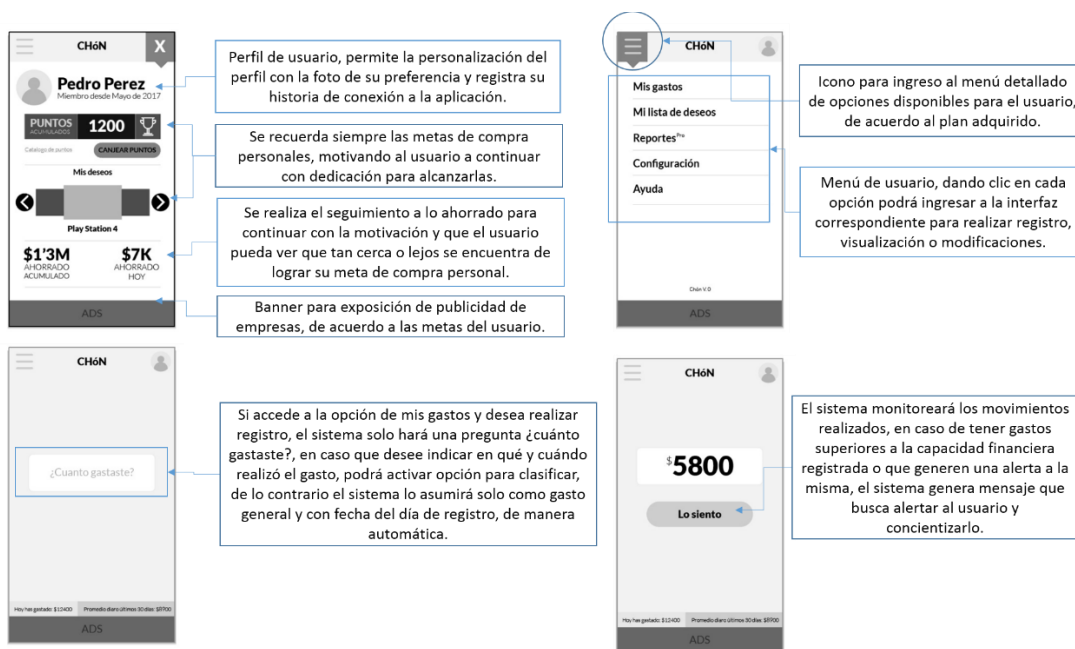 CHóN
X
Pedro Perez
Miembro desde Mayo de 2017
PUNTOS
ACUMULADOS
1200
Catalogo de puntos
CANJEAR PUNTOS
Mis deseos
Play Station 4
$1'3M
AHORRADO
ACUMULADO
$7K
AHORRADO
HOY
ADS
Perfil de usuario, permite la personalización del
perfil con la foto de su preferencia y registra su
historia de conexión a la aplicación.
Se recuerda siempre las metas de compra
personales, motivando al usuario a continuar
con dedicación para alcanzarlas.
Se realiza el seguimiento a lo ahorrado para
continuar con la motivación y que el usuario
pueda ver que tan cerca o lejos se encuentra de
lograr su meta de compra personal.
Banner para exposición de publicidad de
empresas, de acuerdo a las metas del usuario.
CHóN
Mis gastos
Mi lista de deseos
Reportes Pro
Configuración
Ayuda
Chón V.0
ADS
Icono para ingreso al menú detallado
de opciones disponibles para el usuario,
de acuerdo al plan adquirido.
Menú de usuario, dando clic en cada
opción podrá ingresar a la interfaz
correspondiente para realizar registro,
visualización o modificaciones.
CHóN
¿Cuanto gastaste?
Hoy has gastado: $12400
Promedio diaro últimos 30 días: $8700
ADS
Si accede a la opción de mis gastos y desea realizar
registro, el sistema solo hará una pregunta ¿cuánto
gastaste?, en caso que desee indicar en qué y cuándo
realizó el gasto, podrá activar opción para clasificar,
de lo contrario el sistema lo asumirá solo como gasto
general y con fecha del día de registro, de manera
automática.
CHóN
$5800
Lo siento
Hoy has gastado: $12400
Promedio diaro últimos 30 días: $8700
ADS
El sistema monitoreará los movimientos
realizados, en caso de tener gastos
superiores a la capacidad financiera
registrada o que generen una alerta a la
misma, el sistema genera mensaje que
busca alertar al usuario y
concientizarlo.